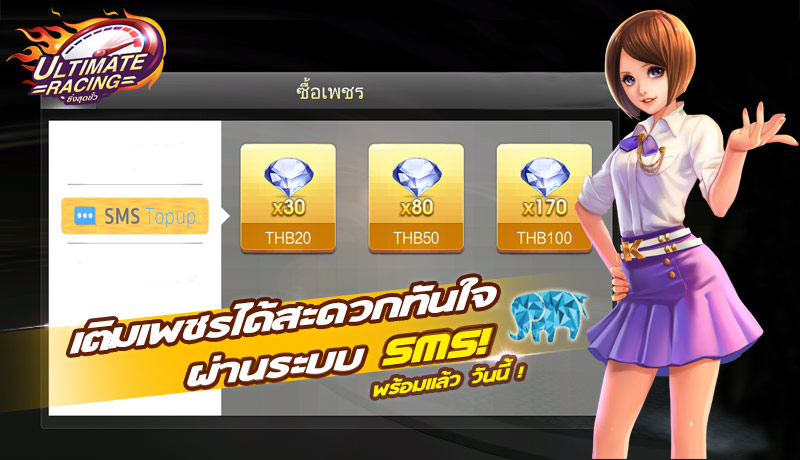 ULTIMATE
RACING
ซิ่งสุดขั้ว
ซื้อเพชร
SMS Topup
x30
THB20
x80
THB50
x170
THB100
เติมเพชรได้สะดวกทันใจ
ผ่านระบบ SMS!
พร้อมแล้ว วันนี้ !